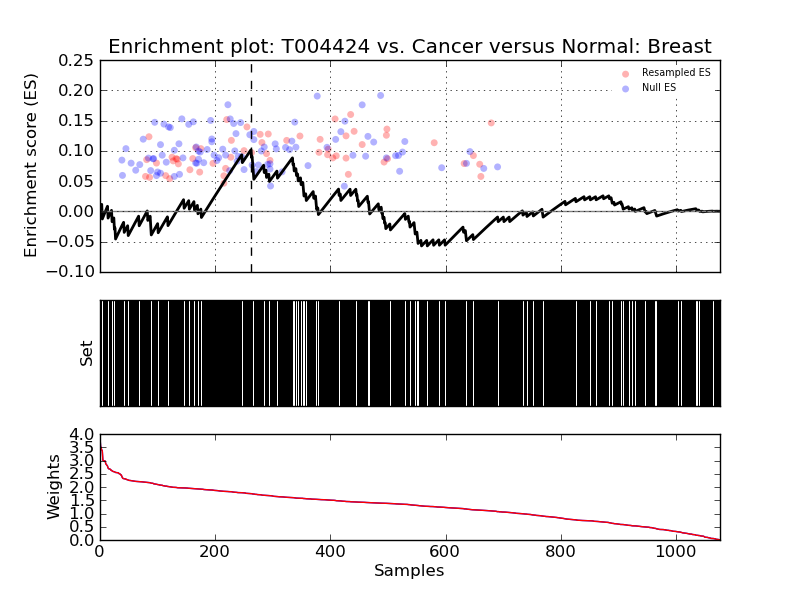 Enrichment plot: T004424 vs. Cancer versus Normal: Breast
0.25
0.20
0.15
0.10
0.05
0.00
−0.05
−0.10
Enrichment score (ES)
Resampled ES
Null ES
Set
4.0
3.5
3.0
2.5
2.0
1.5
1.0
0.5
0.0
Weights
0 200 400 600 800 1000
Samples